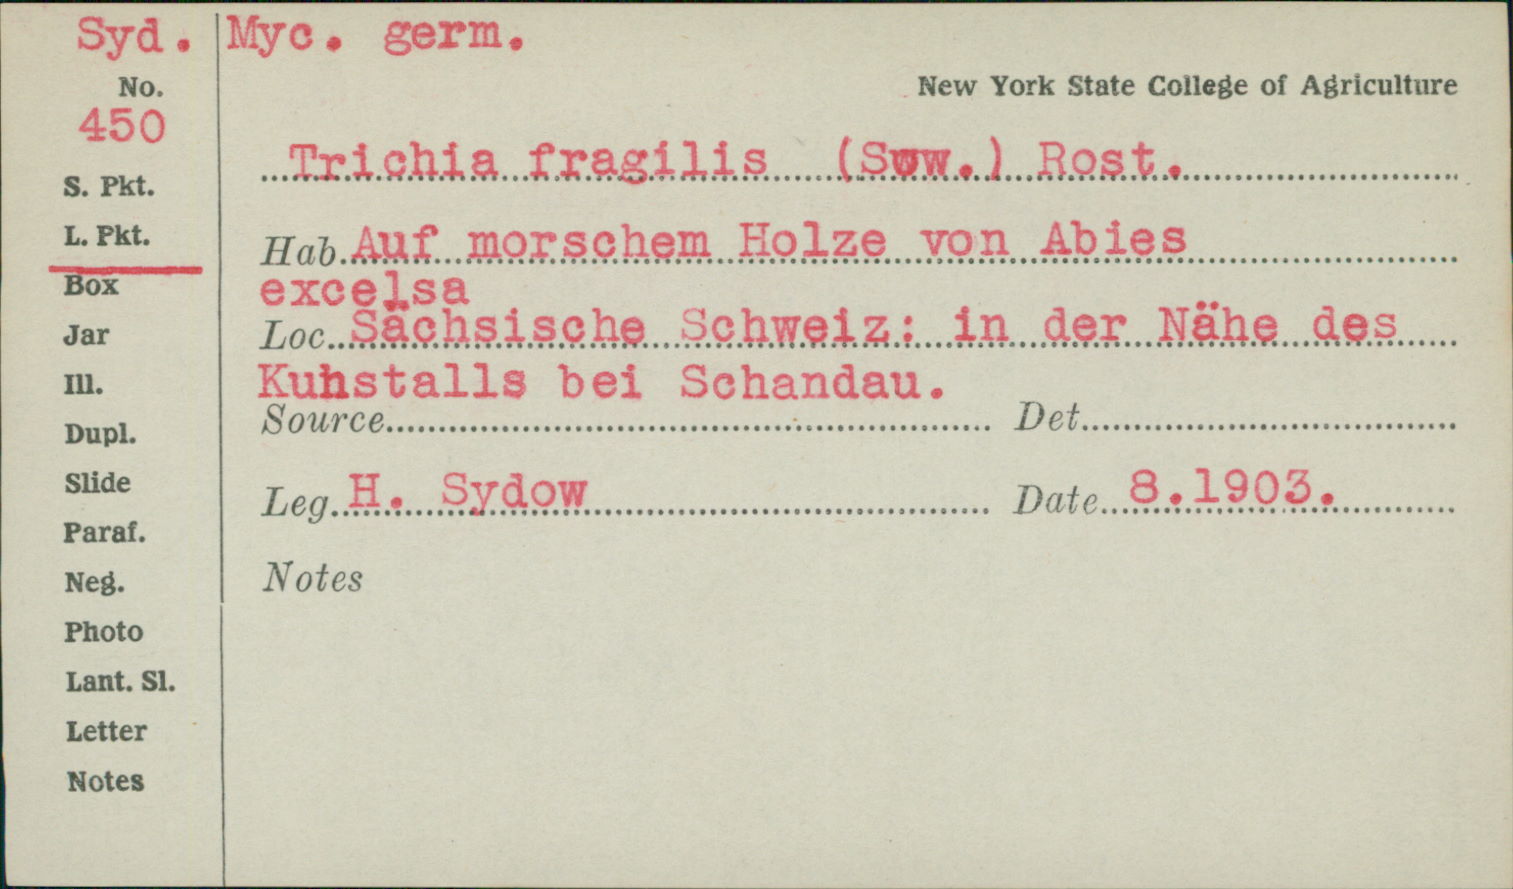 Syd. Myc. germ.
No.
450
New York State College of Agriculture
Trichia fragilis (Sow.) Rost.
S. Pkt.
L. Pkt.
Hab. Auf morschem Holze von Abies
excelsa
Box
Jar
Loc. Sächsische Schweiz: in der Nähe des
Kuhstalls bei Schandau.
Ill.
Dupl.
Source Det.
Slide
Leg. H. Sydow Date 8.1903.
Paraf.
Neg.
Notes
Photo
Lant. Sl.
Letter
Notes